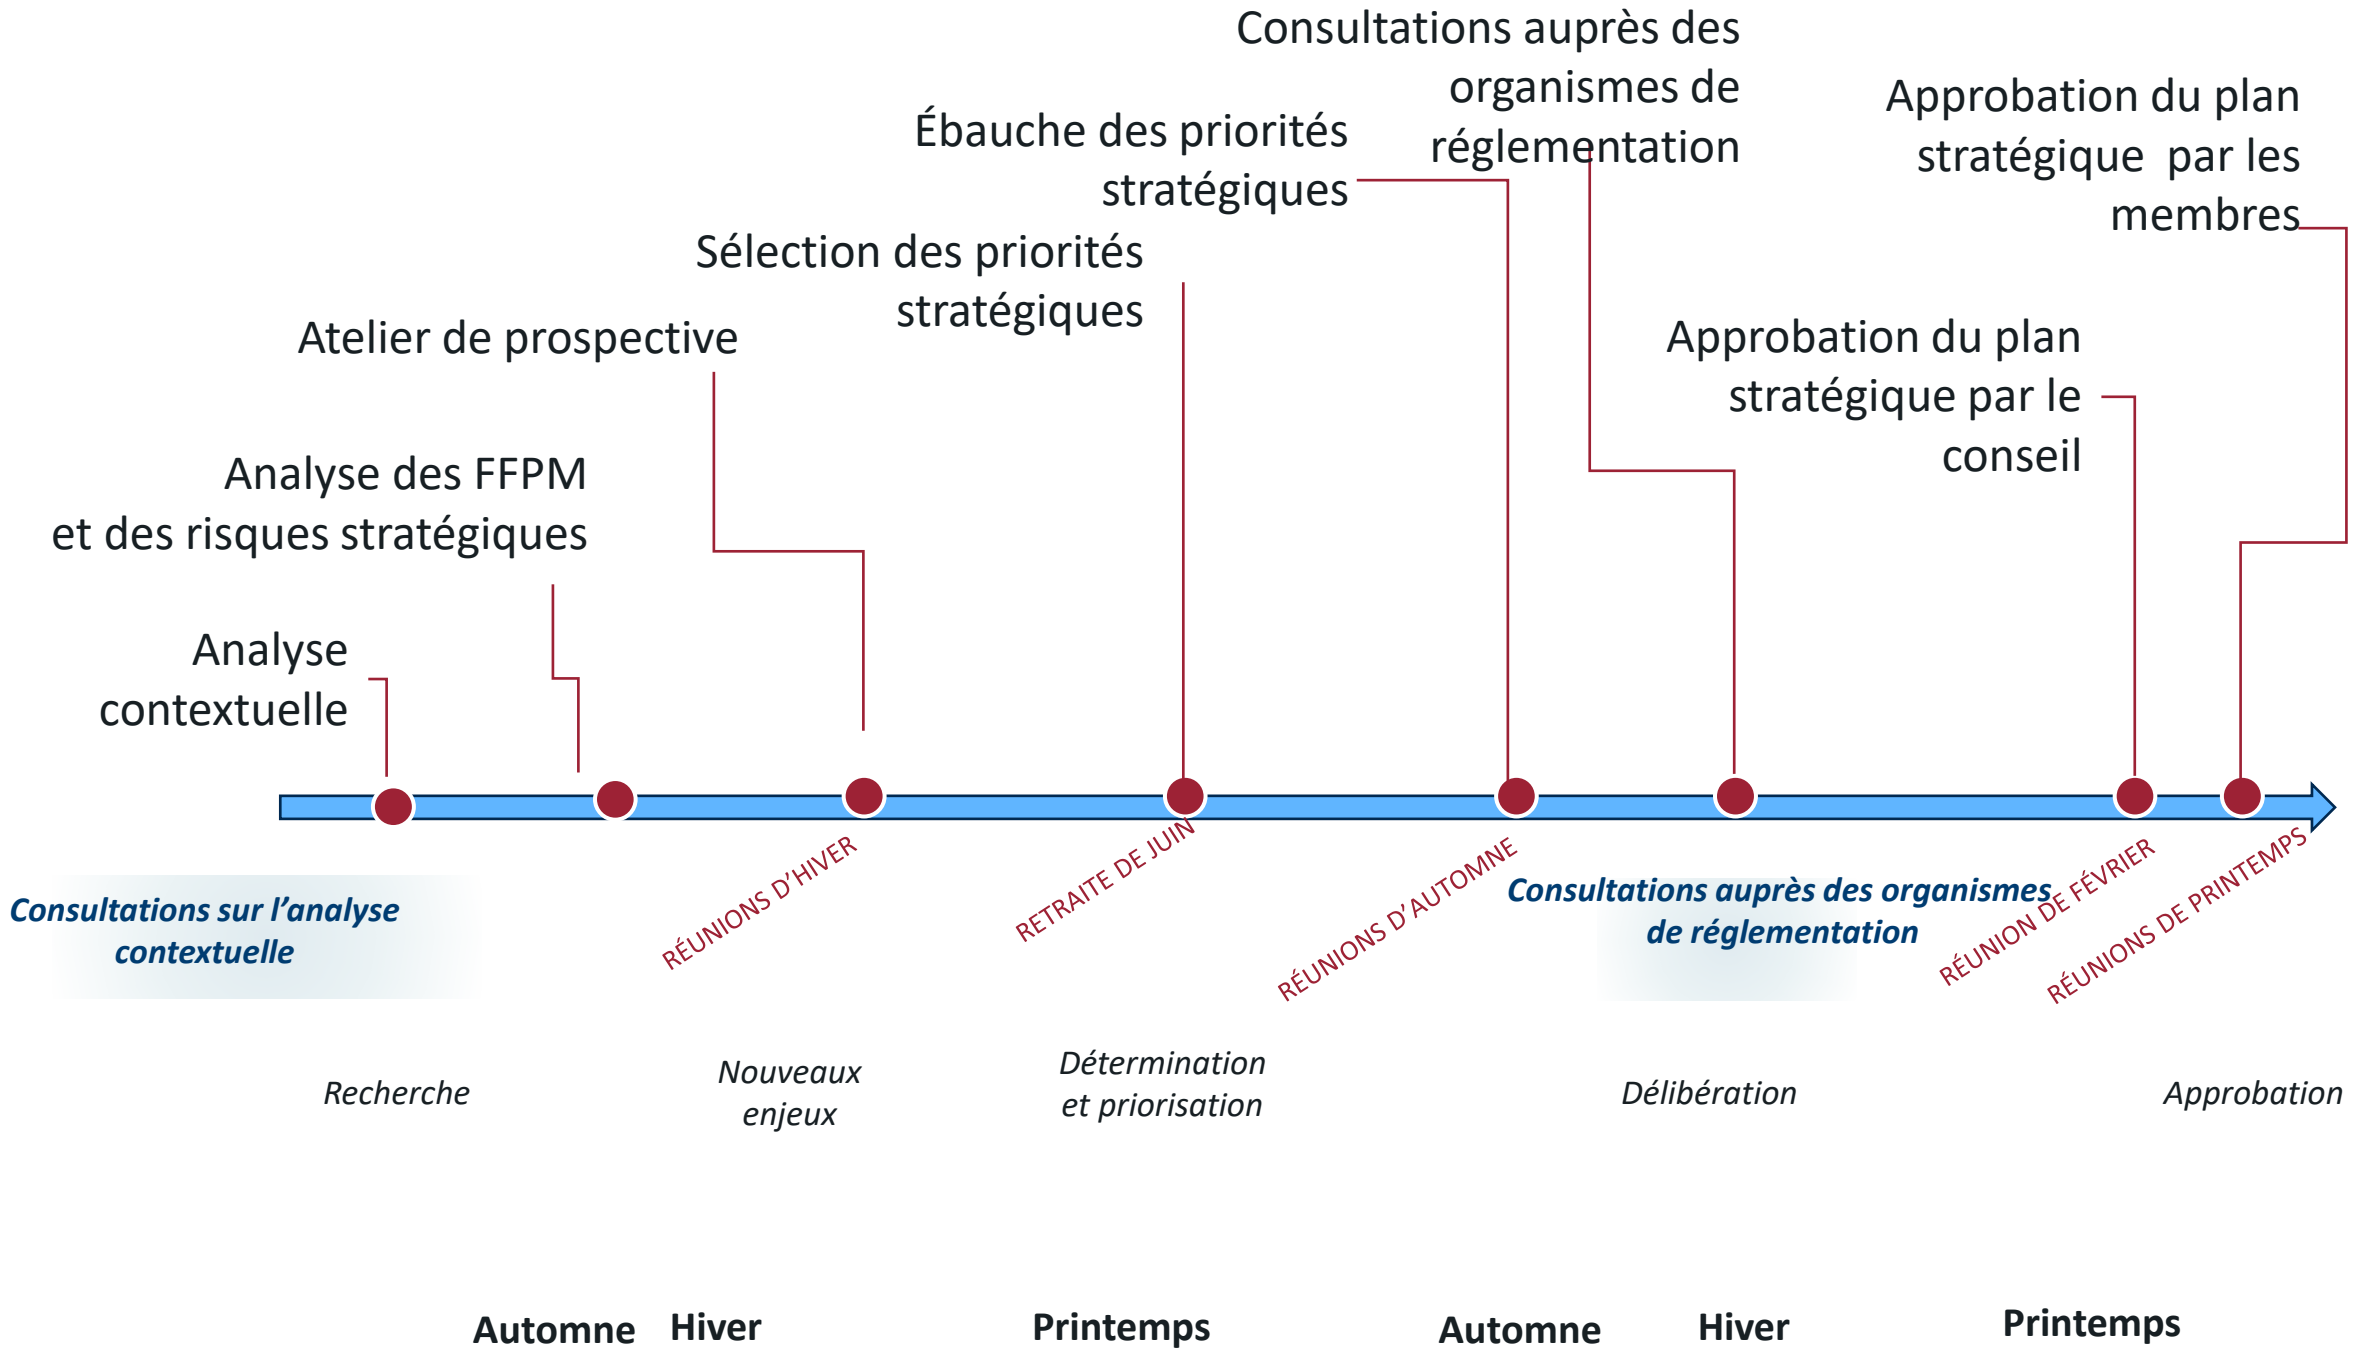 Consultations auprès des
organismes de
réglementation
Approbation du plan
stratégique par les
membres
Ébauche des priorités
stratégiques
Sélection des priorités
stratégiques
Atelier de prospective
Approbation du plan
stratégique par le
conseil
Analyse des FFPM
et des risques stratégiques
Analyse
contextuelle
Consultations sur l’analyse
contextuelle
RÉUNIONS D’HIVER
RETRAITE DE JUIN
RÉUNIONS D’AUTOMNE
Consultations auprès des organismes
de réglementation
RÉUNION DE FÉVRIER
RÉUNIONS DE PRINTEMPS
Recherche
Nouveaux
enjeux
Détermination
et priorisation
Délibération
Approbation
Automne
Hiver
Printemps
Automne
Hiver
Printemps